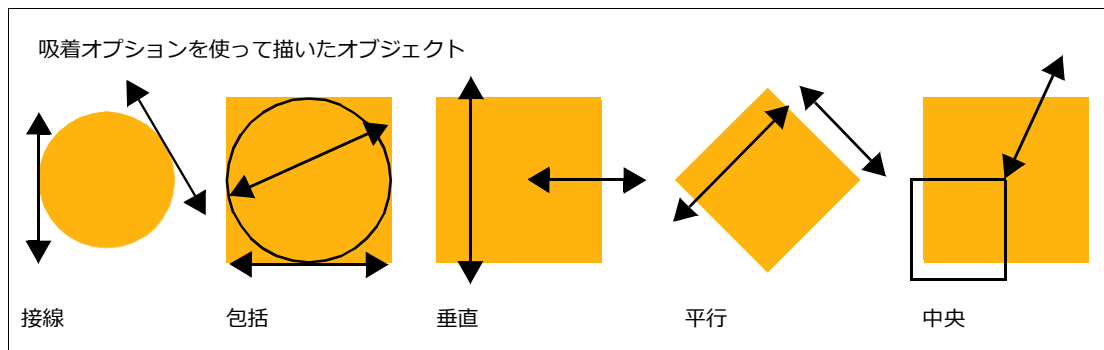 吸着オプションを使って描いたオブジェクト
接線
包括
垂直
平行
中央